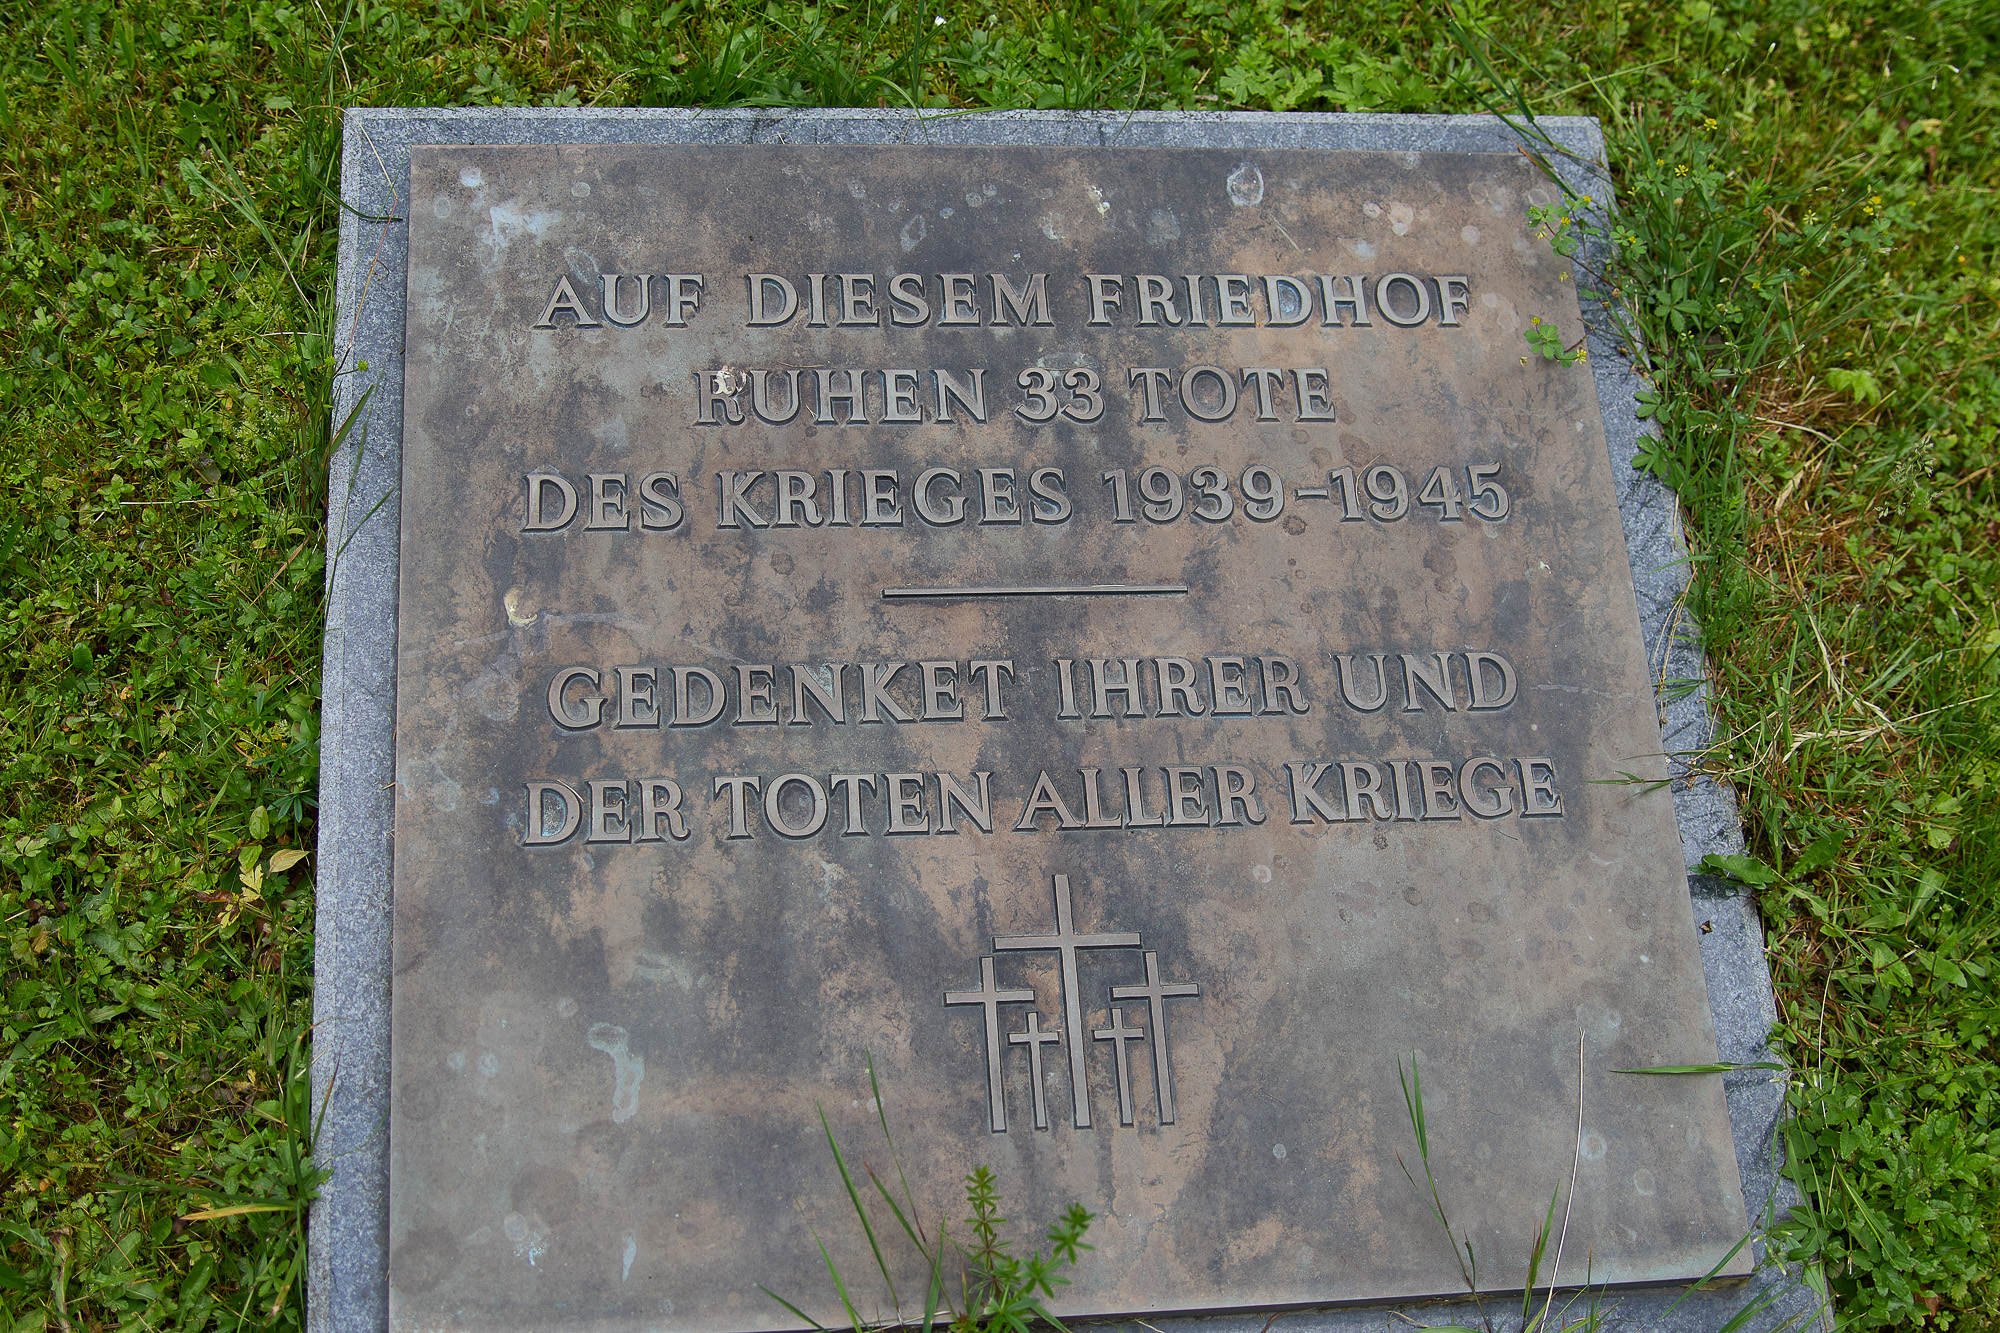 AUF DIESEM FRIEDHOF
RUHEN 33 TOTE
DES KRIEGES 1939–1945
GEDENKET IHRER UND
DER TOTEN ALLER KRIEGE